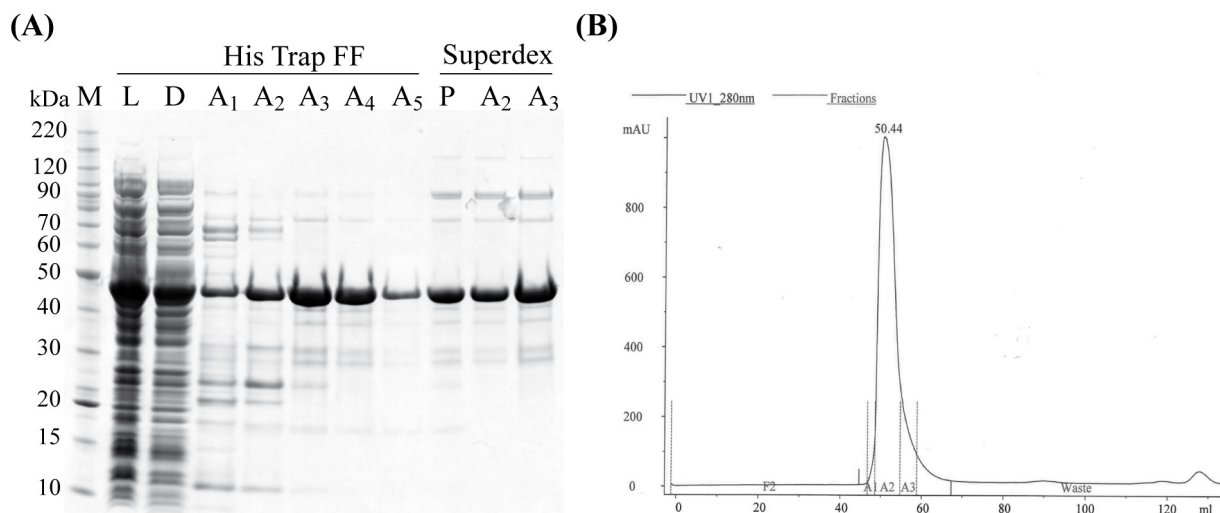 (A)
His Trap FF Superdex
kDa M L D A1 A2 A3 A4 A5 P A2 A3
220
120
90
70
60
50
40
30
20
15
10
(B)
UV1_280nm Fractions
mAU
50.44
800
600
400
200
0
F2 A1 A2 A3 Waste
0 20 40 60 80 100 120 ml